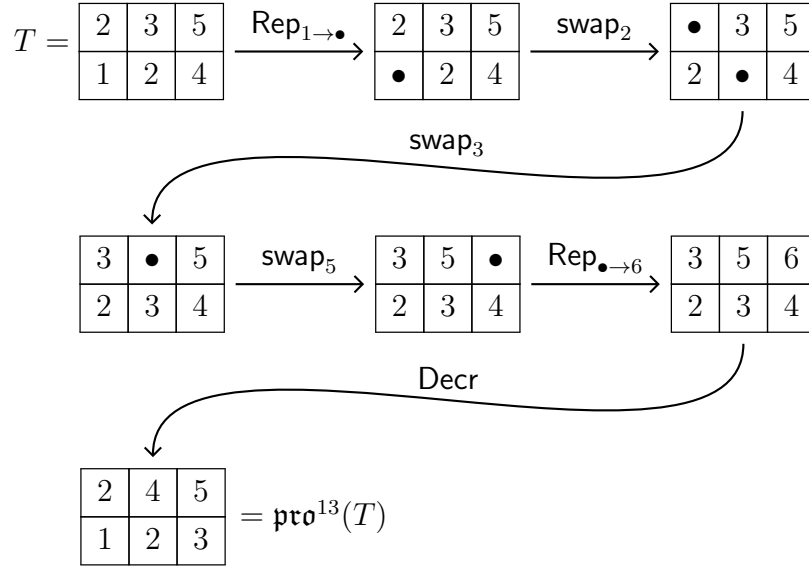 T = 2 3 5 Rep₁→• 2 3 5 swap₂ • 3 5
1 2 4 • 2 4 2 • 4
swap₃
3 • 5 swap₅ 3 5 • Rep•→6 3 5 6
2 3 4 2 3 4 2 3 4
Decr
2 4 5
1 2 3 = 𝔭𝔯𝔬¹³(T)